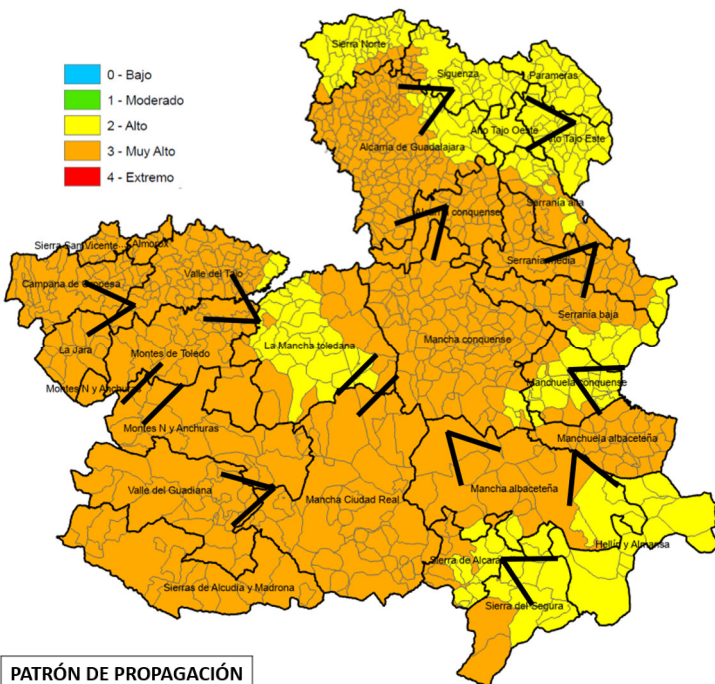 0 - Bajo
1 - Moderado
2 - Alto
3 - Muy Alto
4 - Extremo
Sierra Norte
Siguenza
Parameras
Alcarria de Guadalajara
Alto Tajo Oeste
Alto Tajo Este
Serranía alta
Alcarria conquense
Serranía media
Serranía baja
Sierra San Vicente
Almorox
Campana de Oropesa
Valle del Tajo
La Jara
Montes de Toledo
La Mancha toledana
Mancha conquense
Montes N y Anchuras
Montes N y Anchuras
Manchuela conquense
Manchuela albaceteña
Valle del Guadiana
Mancha Ciudad Real
Mancha albaceteña
Hellín y Almansa
Sierra de Alcaraz
Sierras de Alcudia y Madrona
Sierra del Segura
PATRÓN DE PROPAGACIÓN